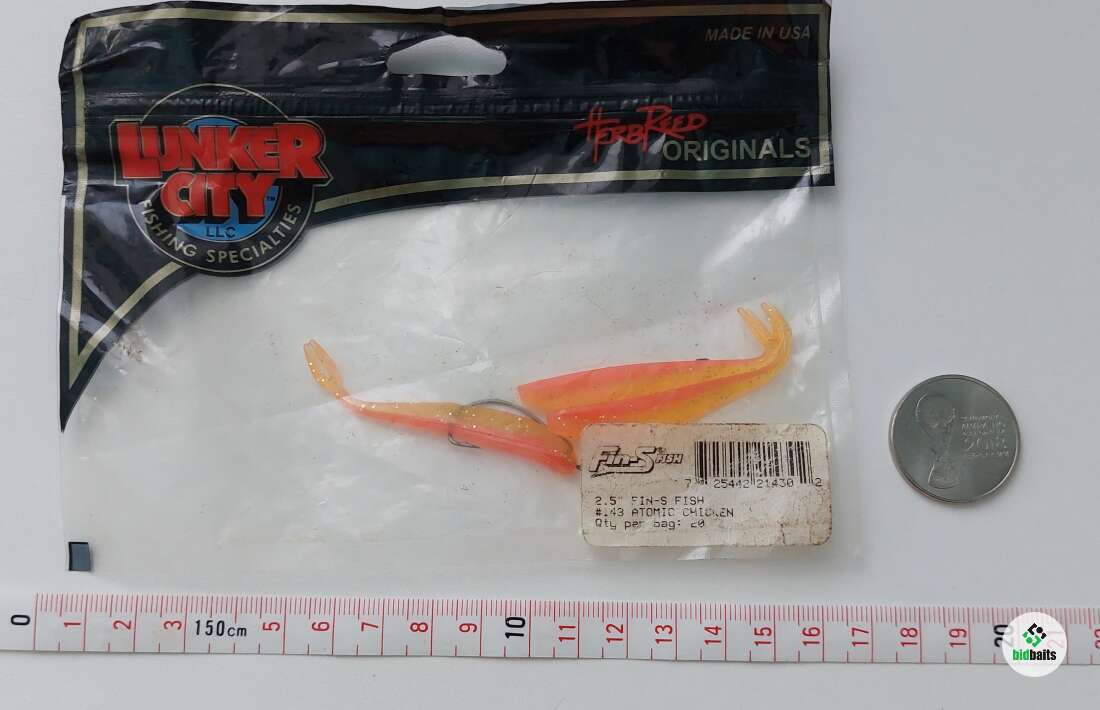 MADE IN USA
LUNKER
CITY™
LLC
FISHING SPECIALTIES
HERB REED
ORIGINALS
Fin-S® FISH
7 25442 21430 2
2.5" FIN-S FISH
#143 ATOMIC CHICKEN
Qty per bag: 20
2018
0 1 2 3 150cm 5 6 7 8 9 10 11 12 13 14 15 16 17 18 19 20
bidbaits